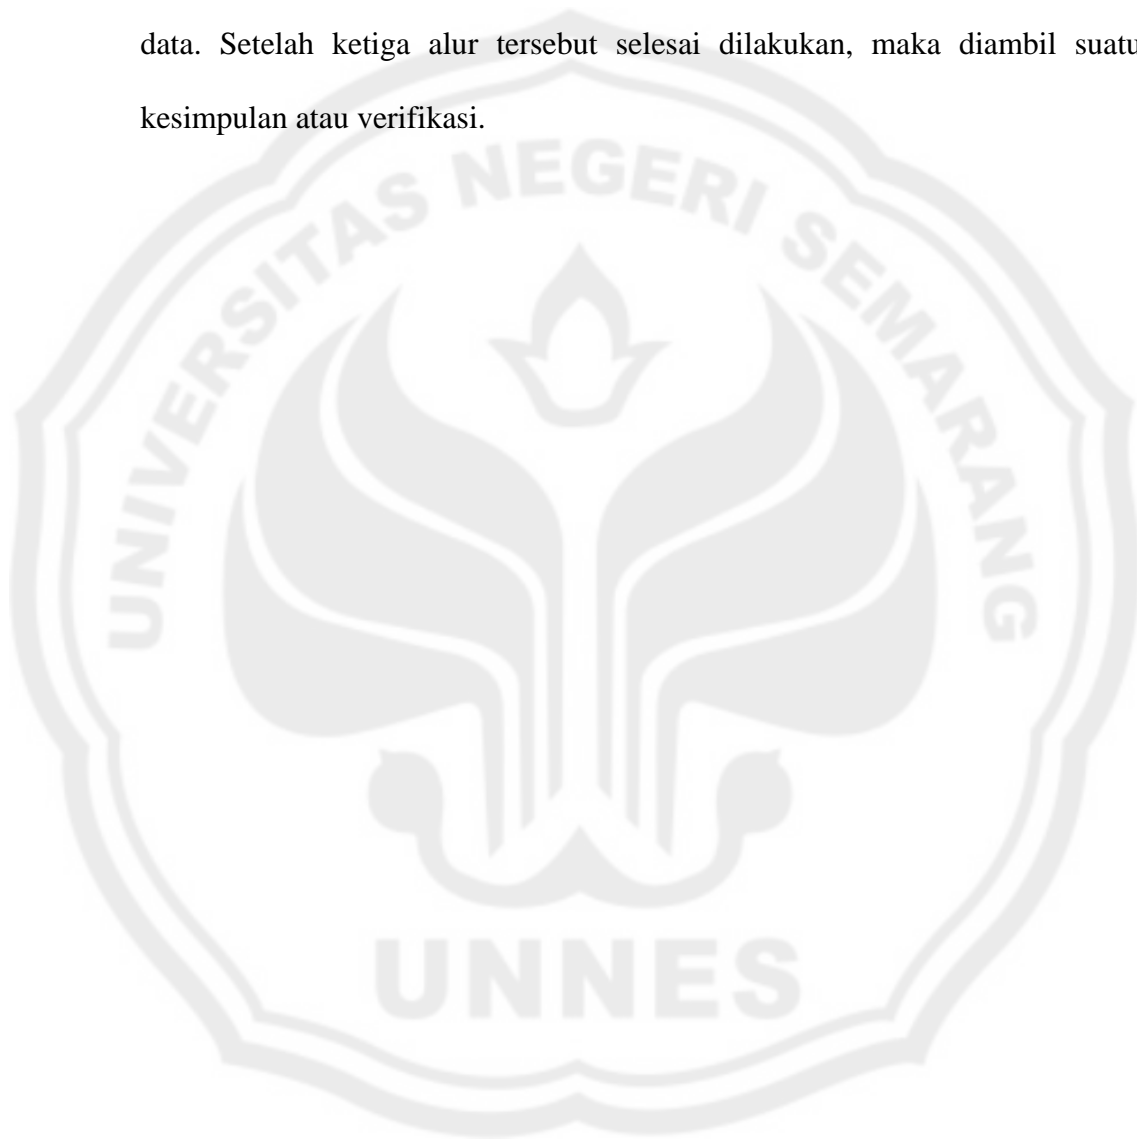 data. Setelah ketiga alur tersebut selesai dilakukan, maka diambil suatu
kesimpulan atau verifikasi.
UNIVERSITAS NEGERI SEMARANG
UNNES